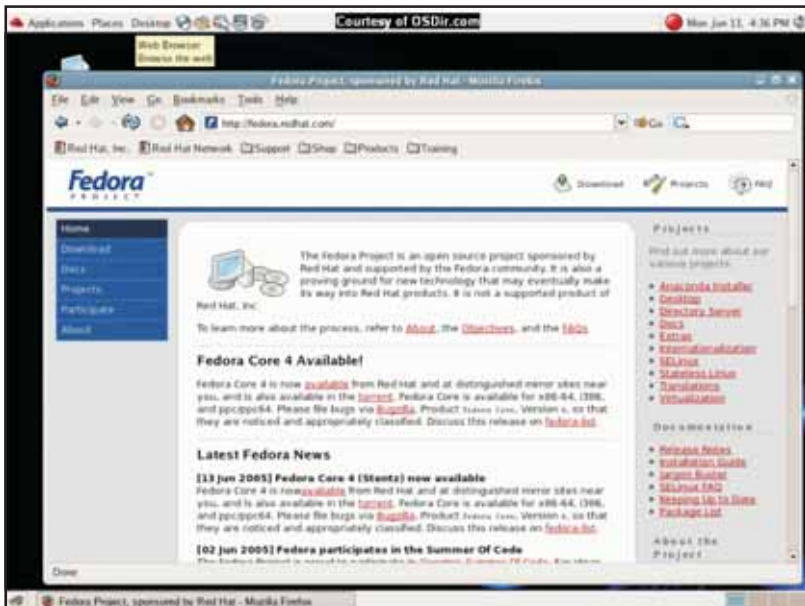 Applications Places Desktop
Courtesy of OSDir.com
Mon Jun 13, 4:36 PM
Web Browser
Browse the web
Fedora Project, sponsored by Red Hat - Mozilla Firefox
File Edit View Go Bookmarks Tools Help
http://fedora.redhat.com/
Go
Red Hat, Inc. Red Hat Network Support Shop Products Training
Fedora
PROJECT
Download Projects FAQ
Home
Download
Docs
Projects
Participate
About
The Fedora Project is an open source project sponsored by
Red Hat and supported by the Fedora community. It is also a
proving ground for new technology that may eventually make
its way into Red Hat products. It is not a supported product of
Red Hat, Inc.
To learn more about the process, refer to About, the Objectives, and the FAQs.
Fedora Core 4 Available!
Fedora Core 4 is now available from Red Hat and at distinguished mirror sites near
you, and is also available in the torrent. Fedora Core is available for x86-64, i386,
and ppc/ppc64. Please file bugs via Bugzilla, Product Fedora Core, Version 4, so that
they are noticed and appropriately classified. Discuss this release on fedora-list.
Latest Fedora News
[13 Jun 2005] Fedora Core 4 (Stentz) now available
Fedora Core 4 is now available from Red Hat and at distinguished mirror sites near
you, and is also available in the torrent. Fedora Core is available for x86-64, i386,
and ppc/ppc64. Please file bugs via Bugzilla, Product Fedora Core, Version 4, so that
they are noticed and appropriately classified. Discuss this release on fedora-list.
[02 Jun 2005] Fedora participates in the Summer Of Code
Projects
Find out more about our
various projects.
Anaconda Installer
Desktop
Directory Server
Docs
Extras
Internationalization
SELinux
Stateless Linux
Translations
Virtualization
Documentation
Release Notes
Installation Guide
Jargon Buster
SELinux FAQ
Keeping Up to Date
Package List
About the
Project
Done
Fedora Project, sponsored by Red Hat - Mozilla Firefox